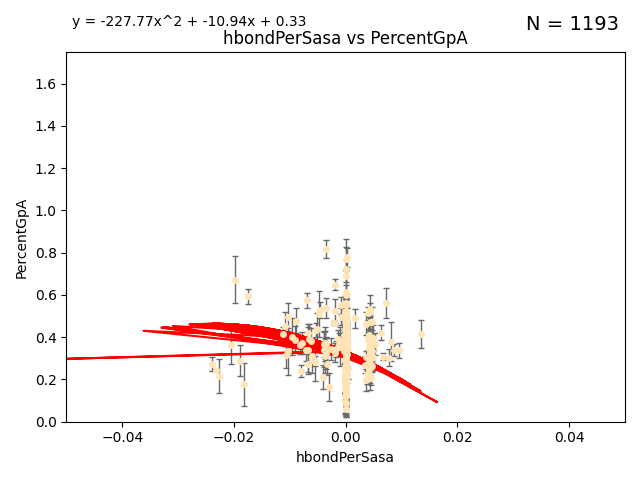 y = -227.77x^2 + -10.94x + 0.33
N = 1193
hbondPerSasa vs PercentGpA
1.6
1.4
1.2
1.0
0.8
0.6
0.4
0.2
0.0
PercentGpA
−0.04 −0.02 0.00 0.02 0.04
hbondPerSasa